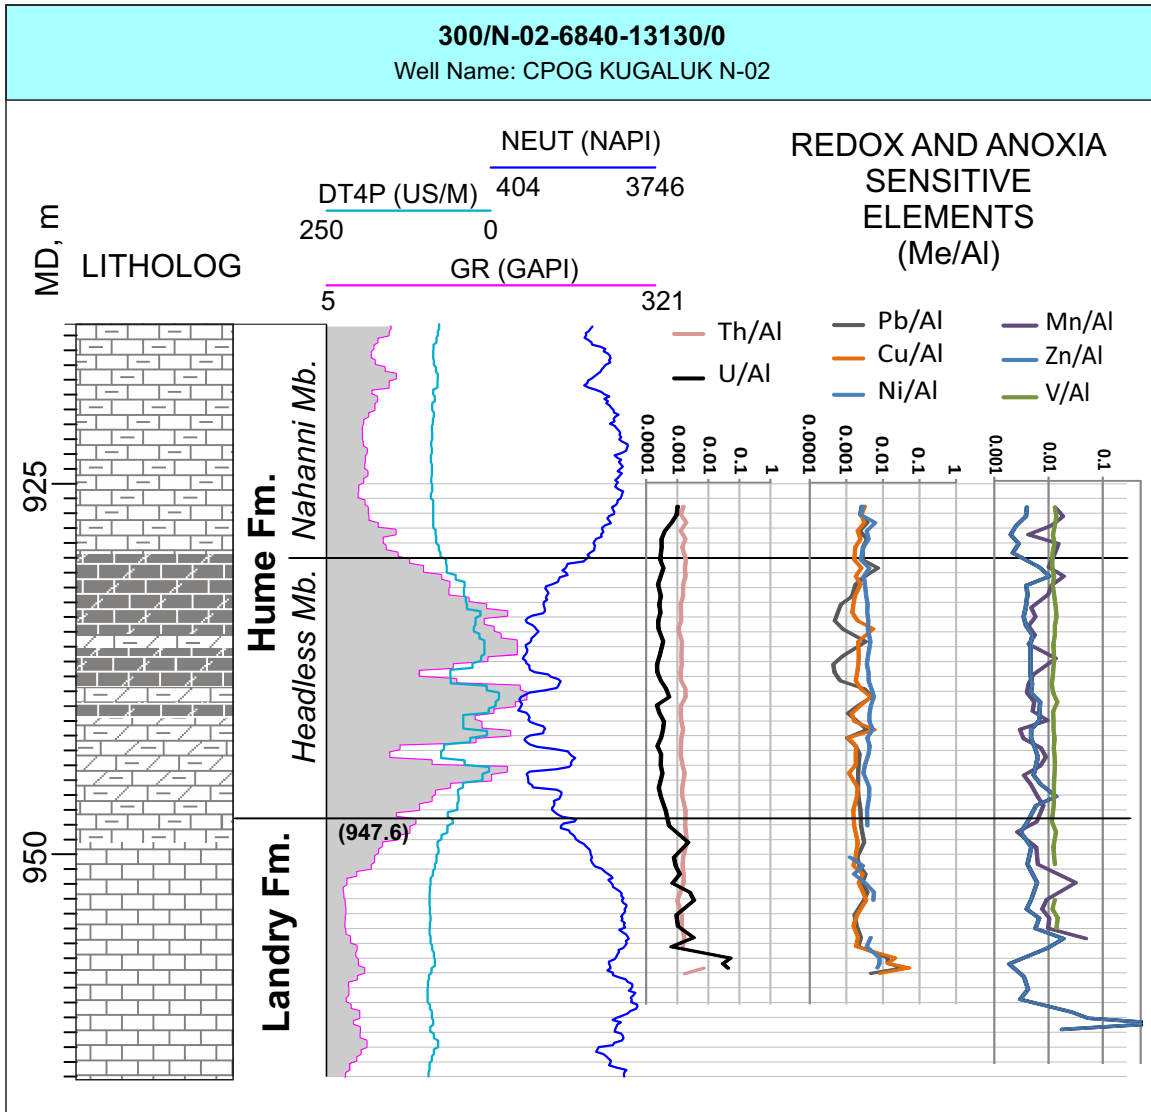 300/N-02-6840-13130/0
Well Name: CPOG KUGALUK N-02
MD, m
LITHOLOG
NEUT (NAPI)
404 3746
DT4P (US/M)
250 0
GR (GAPI)
5 321
REDOX AND ANOXIA
SENSITIVE
ELEMENTS
(Me/Al)
Th/Al
U/Al
Pb/Al
Cu/Al
Ni/Al
Mn/Al
Zn/Al
V/Al
0.0001 0.001 0.01 0.1 1
0.0001 0.001 0.01 0.1 1
0.001 0.01 0.1
925
950
Hume Fm.
Nahanni Mb.
Headless Mb.
(947.6)
Landry Fm.